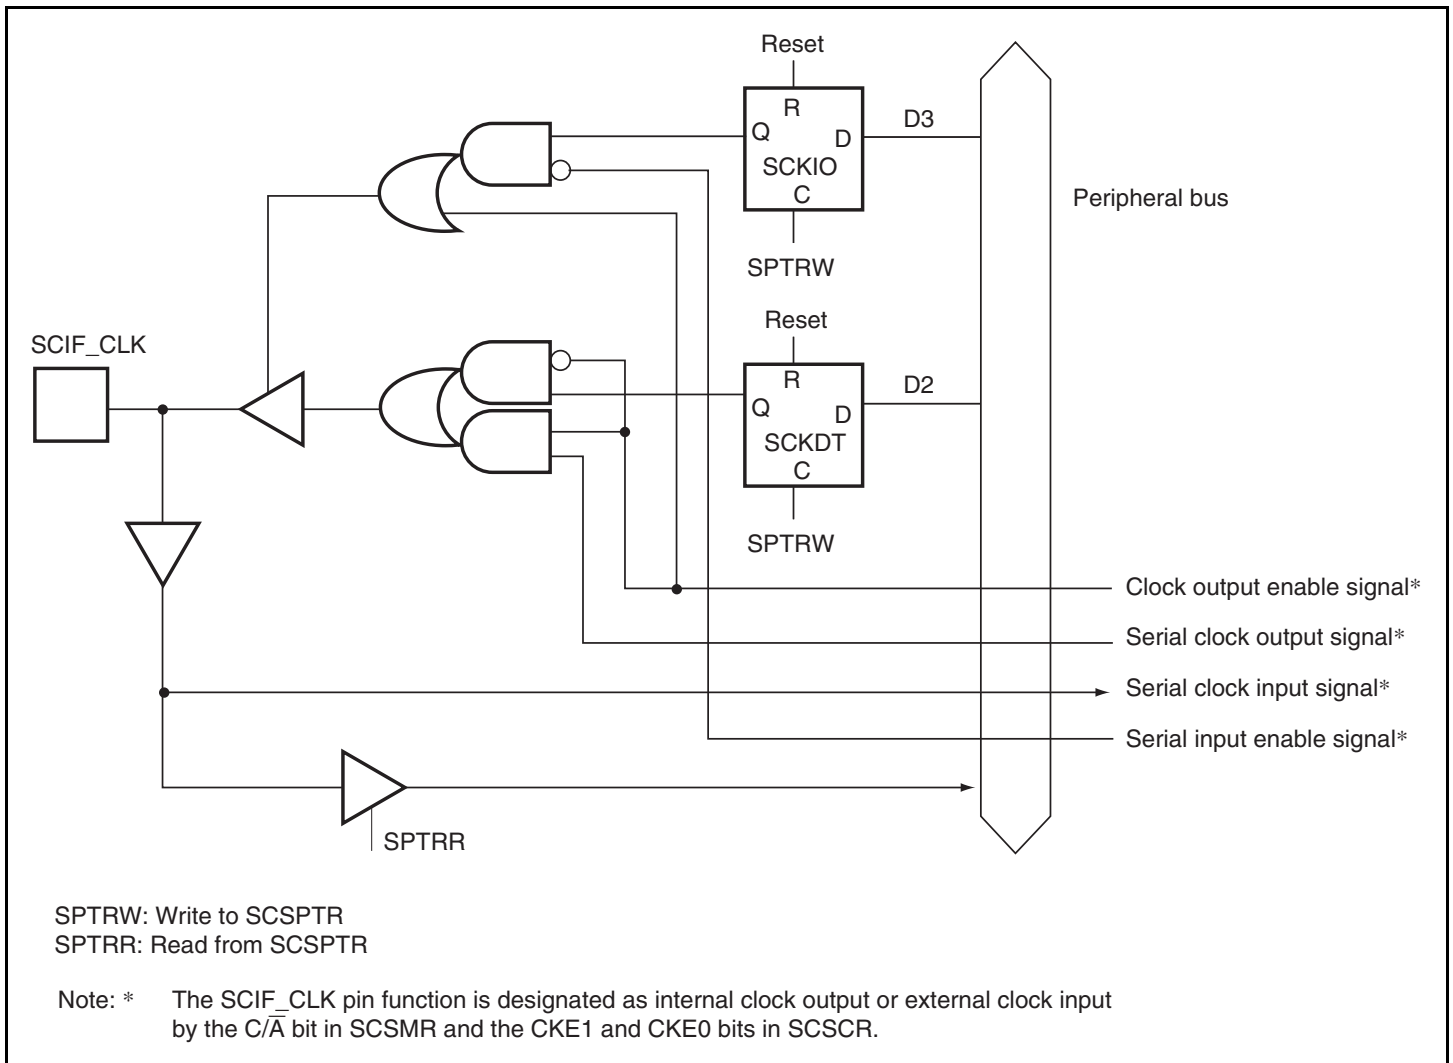 Reset
R
Q
D
SCKIO
C
D3
SPTRW
Peripheral bus
Reset
R
Q
D
SCKDT
C
D2
SPTRW
SCIF_CLK
Clock output enable signal*
Serial clock output signal*
Serial clock input signal*
Serial input enable signal*
SPTRR
SPTRW: Write to SCSPTR
SPTRR: Read from SCSPTR
Note: * The SCIF_CLK pin function is designated as internal clock output or external clock input
by the C/A̅ bit in SCSMR and the CKE1 and CKE0 bits in SCSCR.